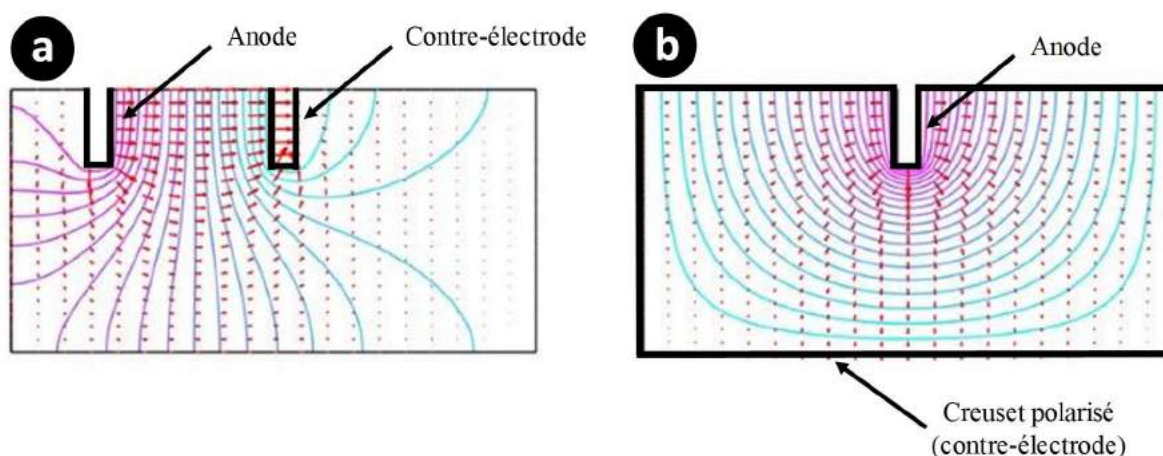 a
Anode
Contre-électrode
b
Anode
Creuset polarisé
(contre-électrode)